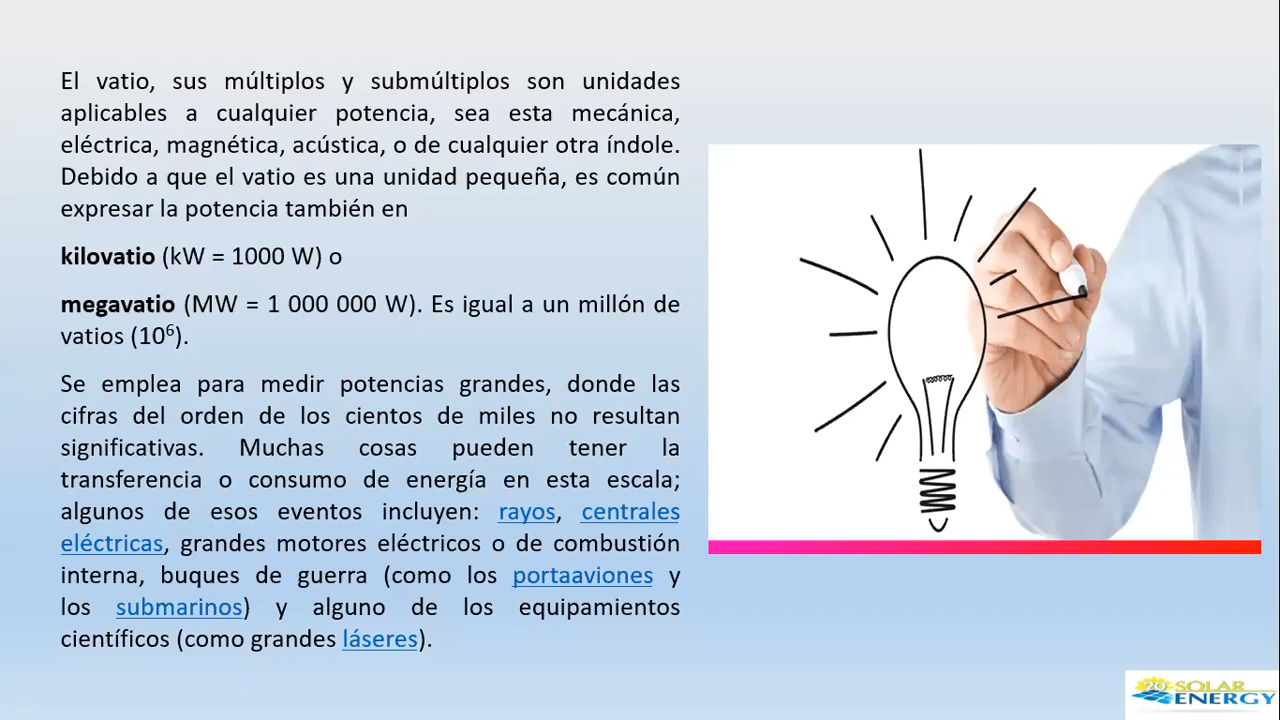 El vatio, sus múltiplos y submúltiplos son unidades
aplicables a cualquier potencia, sea esta mecánica,
eléctrica, magnética, acústica, o de cualquier otra índole.
Debido a que el vatio es una unidad pequeña, es común
expresar la potencia también en
kilovatio (kW = 1000 W) o
megavatio (MW = 1 000 000 W). Es igual a un millón de
vatios (10⁶).
Se emplea para medir potencias grandes, donde las
cifras del orden de los cientos de miles no resultan
significativas. Muchas cosas pueden tener la
transferencia o consumo de energía en esta escala;
algunos de esos eventos incluyen: rayos, centrales
eléctricas, grandes motores eléctricos o de combustión
interna, buques de guerra (como los portaaviones y
los submarinos) y alguno de los equipamientos
científicos (como grandes láseres).
20 SOLAR
ENERGY